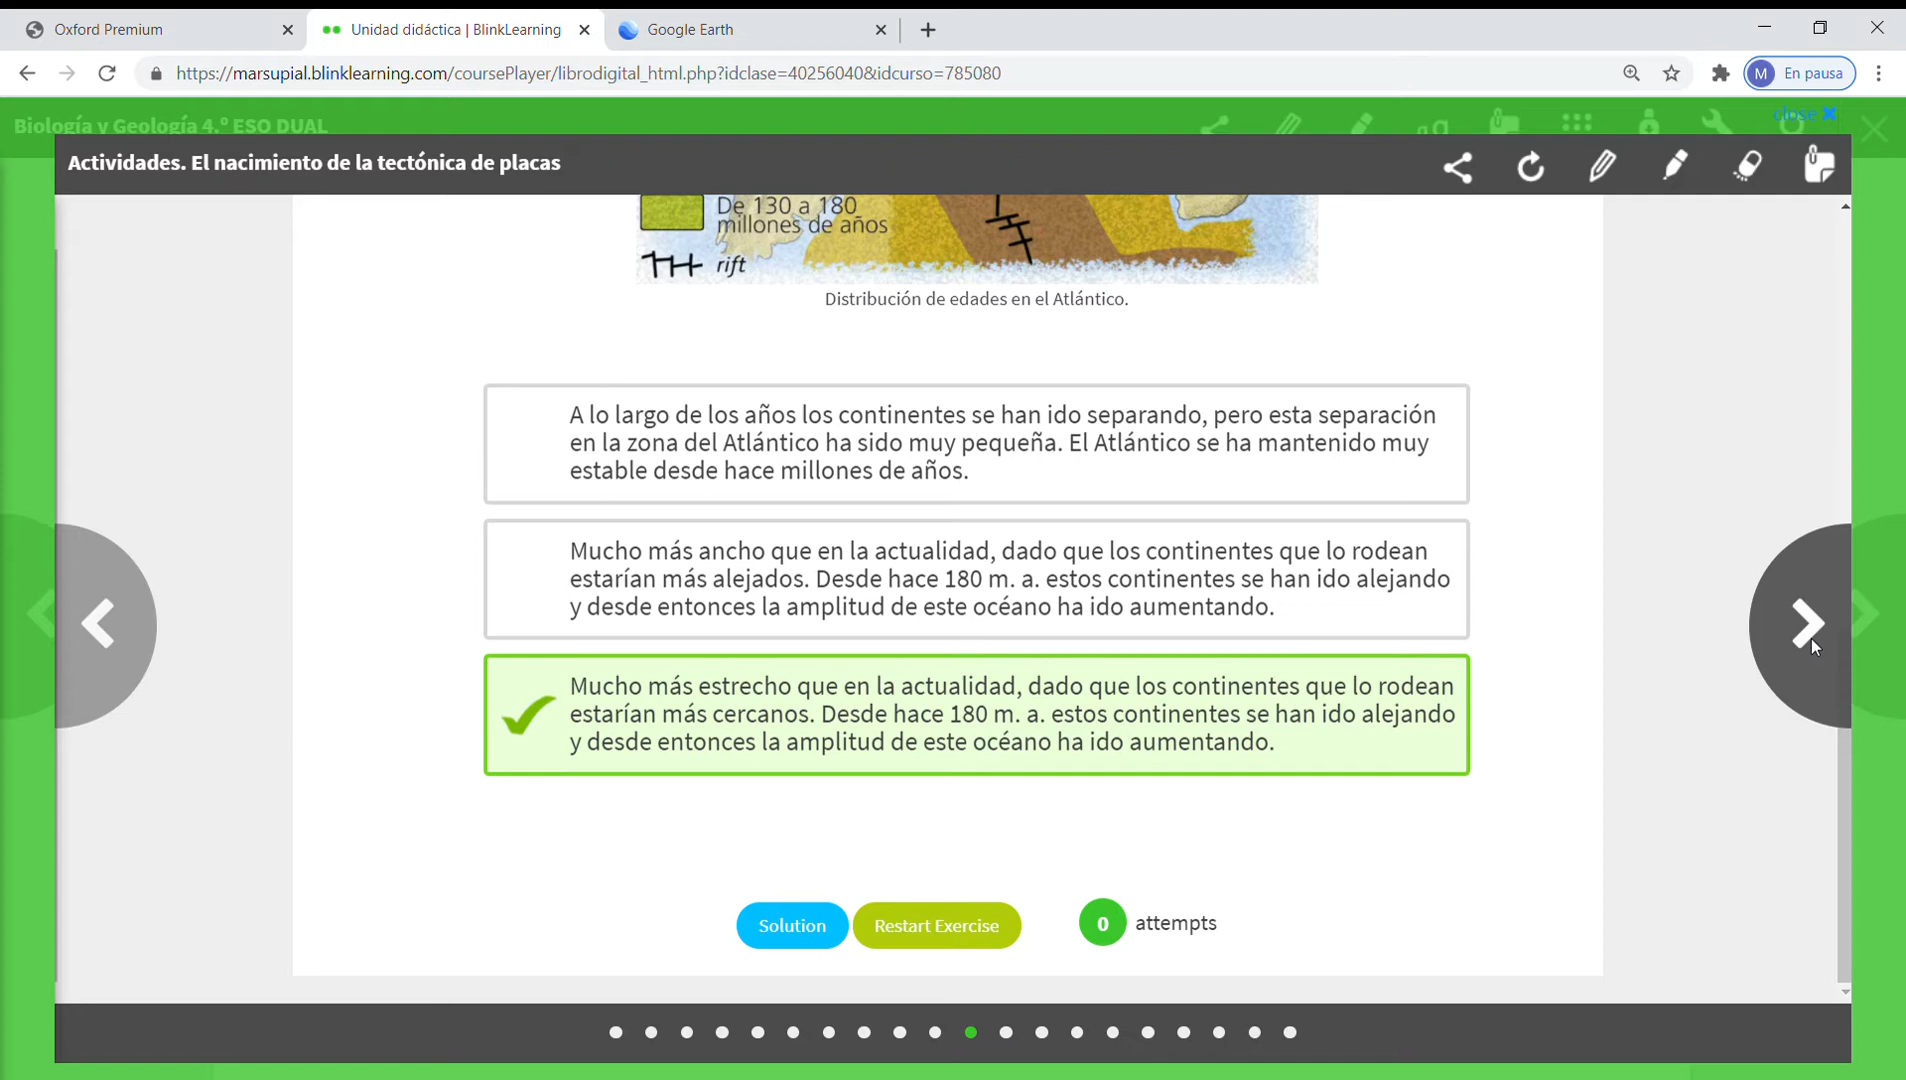 Oxford Premium
Unidad didáctica | BlinkLearning
Google Earth
https://marsupial.blinklearning.com/coursePlayer/librodigital_html.php?idclase=40256040&idcurso=785080
M
En pausa
Biología y Geología 4.º ESO DUAL
close
Actividades. El nacimiento de la tectónica de placas
De 130 a 180
millones de años
rift
Distribución de edades en el Atlántico.
A lo largo de los años los continentes se han ido separando, pero esta separación
en la zona del Atlántico ha sido muy pequeña. El Atlántico se ha mantenido muy
estable desde hace millones de años.
Mucho más ancho que en la actualidad, dado que los continentes que lo rodean
estarían más alejados. Desde hace 180 m. a. estos continentes se han ido alejando
y desde entonces la amplitud de este océano ha ido aumentando.
Mucho más estrecho que en la actualidad, dado que los continentes que lo rodean
estarían más cercanos. Desde hace 180 m. a. estos continentes se han ido alejando
y desde entonces la amplitud de este océano ha ido aumentando.
Solution
Restart Exercise
0
attempts